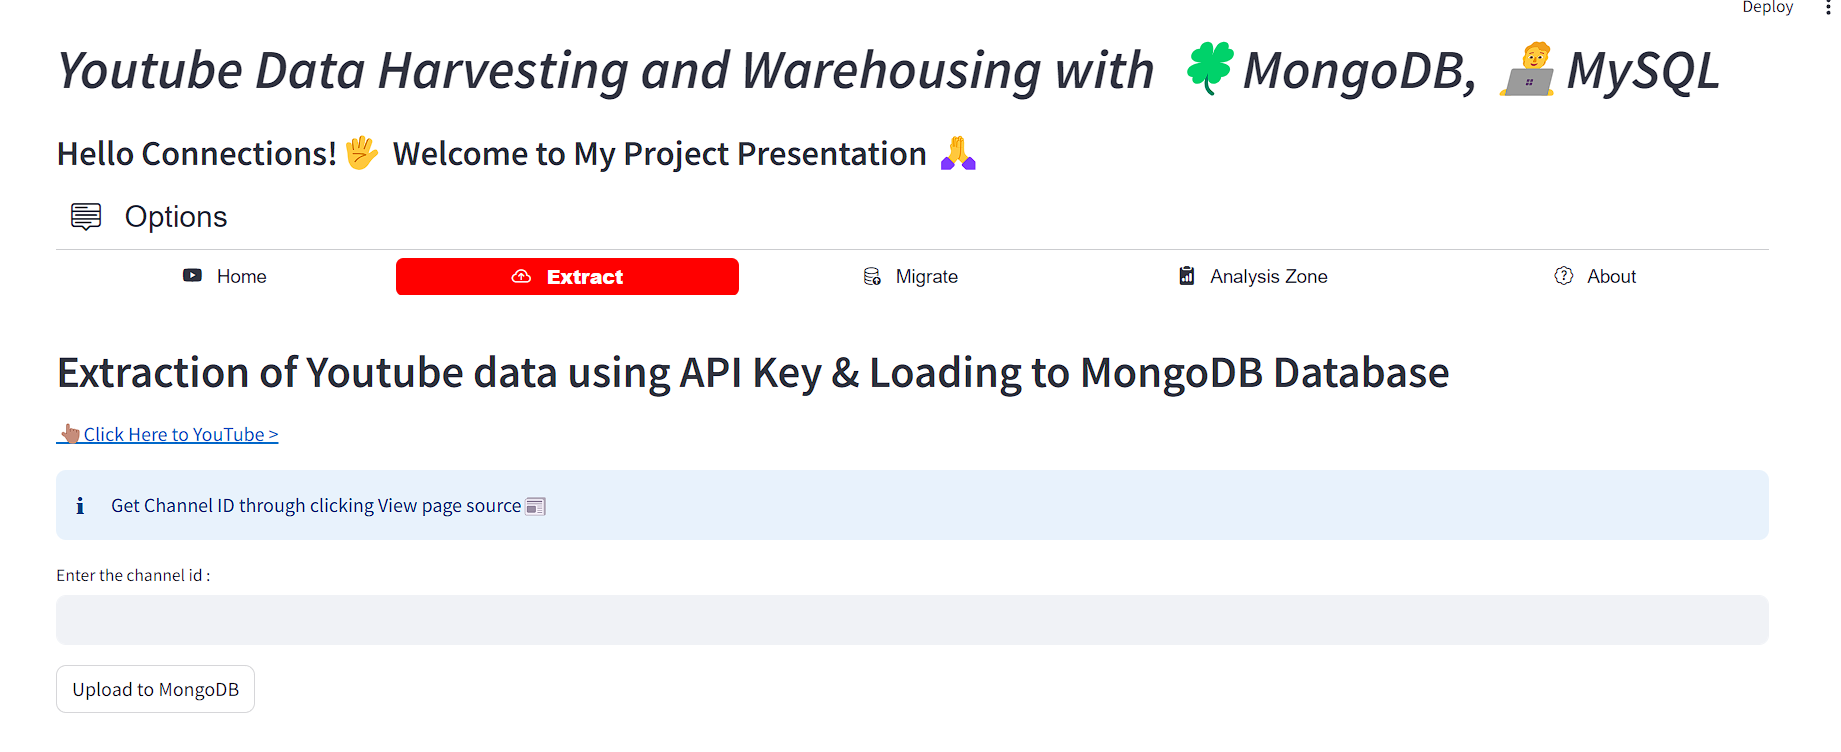 Deploy
Youtube Data Harvesting and Warehousing with 🍀MongoDB, 🧑‍💻MySQL
Hello Connections!🖐 Welcome to My Project Presentation 🙏
Options
Home Extract Migrate Analysis Zone About
Extraction of Youtube data using API Key & Loading to MongoDB Database
👆🏽Click Here to YouTube >
Get Channel ID through clicking View page source📰
Enter the channel id :
Upload to MongoDB